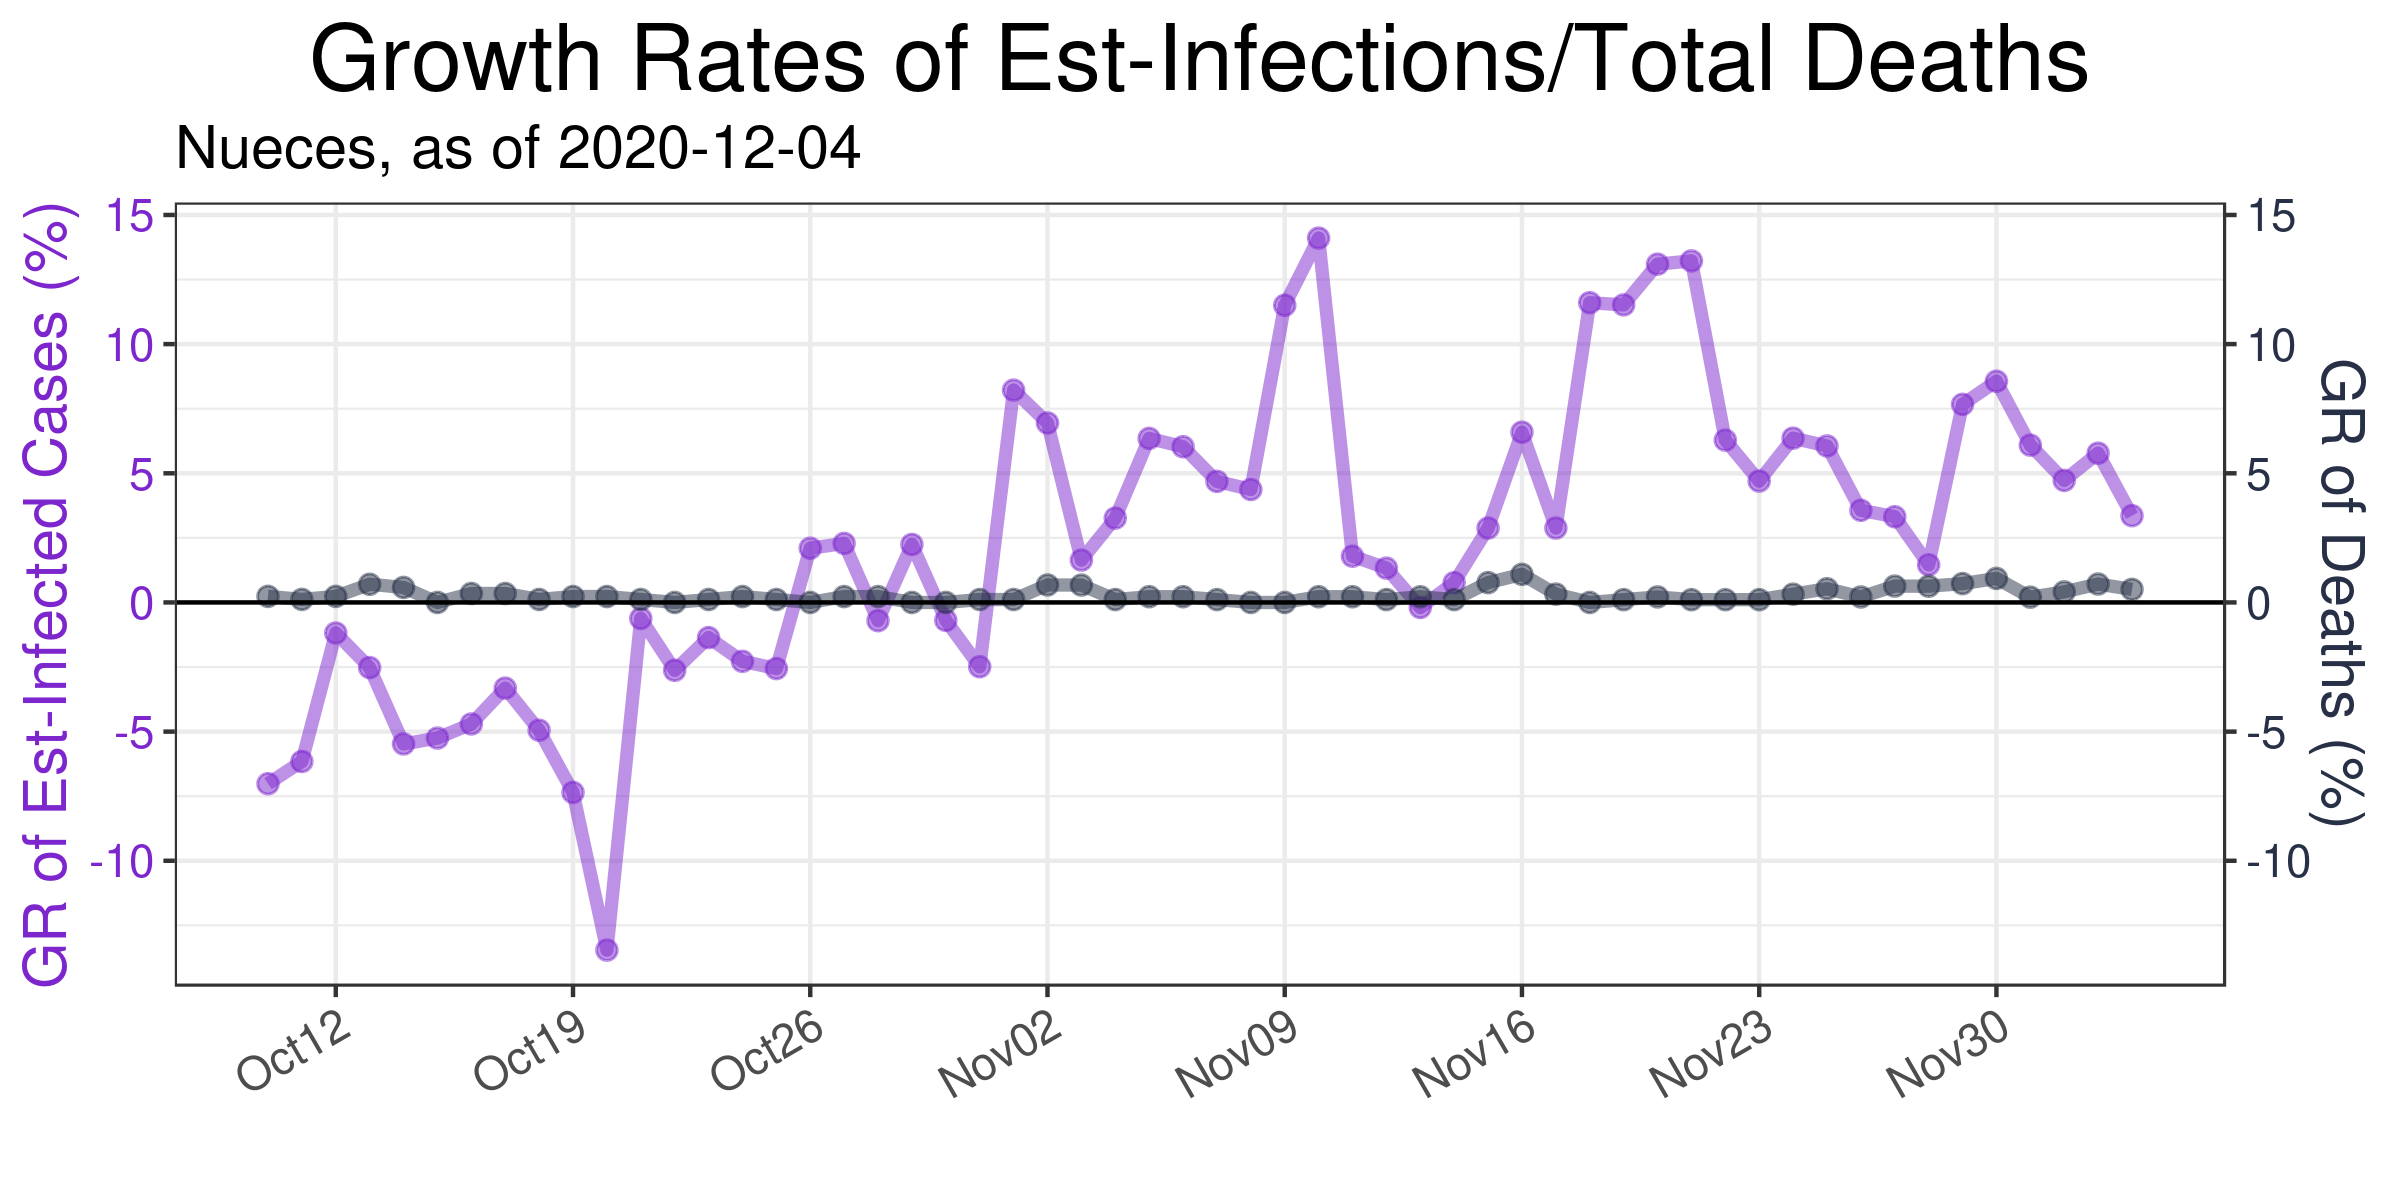 Growth Rates of Est-Infections/Total Deaths
Nueces, as of 2020-12-04
GR of Est-Infected Cases (%)
15
10
5
0
-5
-10
15
10
5
0
-5
-10
GR of Deaths (%)
Oct12
Oct19
Oct26
Nov02
Nov09
Nov16
Nov23
Nov30